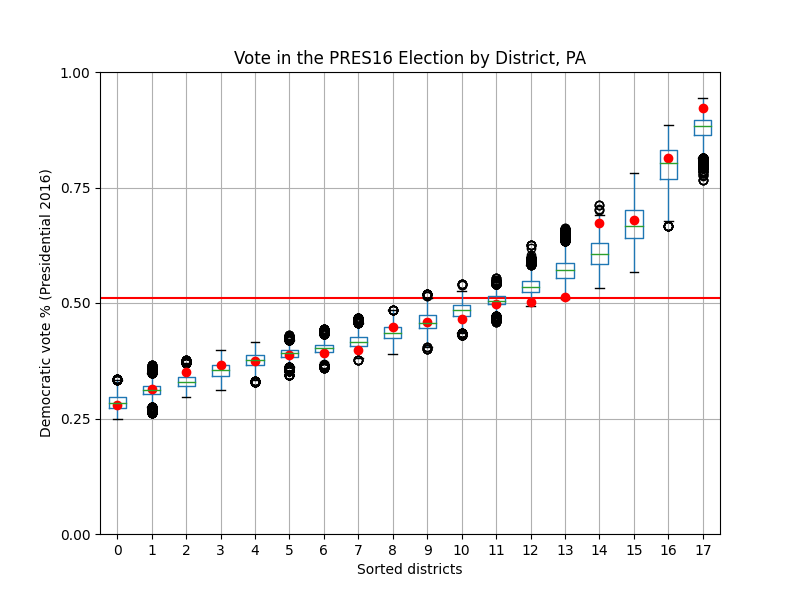 Vote in the PRES16 Election by District, PA
Democratic vote % (Presidential 2016)
1.00
0.75
0.50
0.25
0.00
0 1 2 3 4 5 6 7 8 9 10 11 12 13 14 15 16 17
Sorted districts